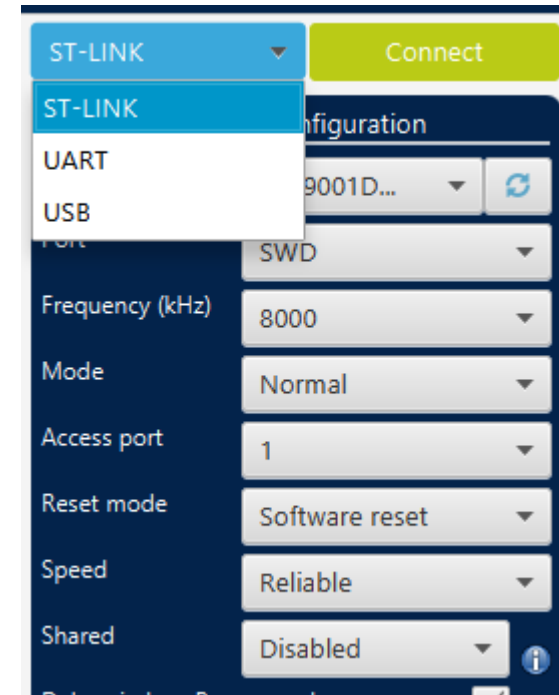 ST-LINK Connect
ST-LINK
UART
USB
nfiguration
9001D...
Port SWD
Frequency (kHz) 8000
Mode Normal
Access port 1
Reset mode Software reset
Speed Reliable
Shared Disabled